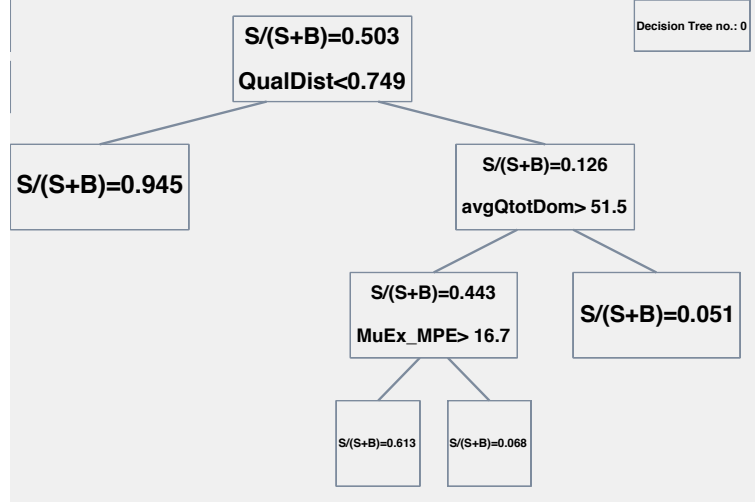 Decision Tree no.: 0
S/(S+B)=0.503
QualDist<0.749
S/(S+B)=0.945
S/(S+B)=0.126
avgQtotDom> 51.5
S/(S+B)=0.443
MuEx_MPE> 16.7
S/(S+B)=0.051
S/(S+B)=0.613
S/(S+B)=0.068